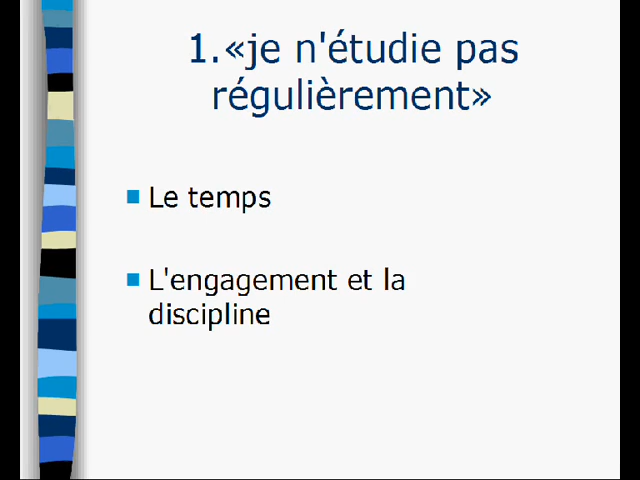 1.«je n'étudie pas
régulièrement»
Le temps
L'engagement et la
discipline